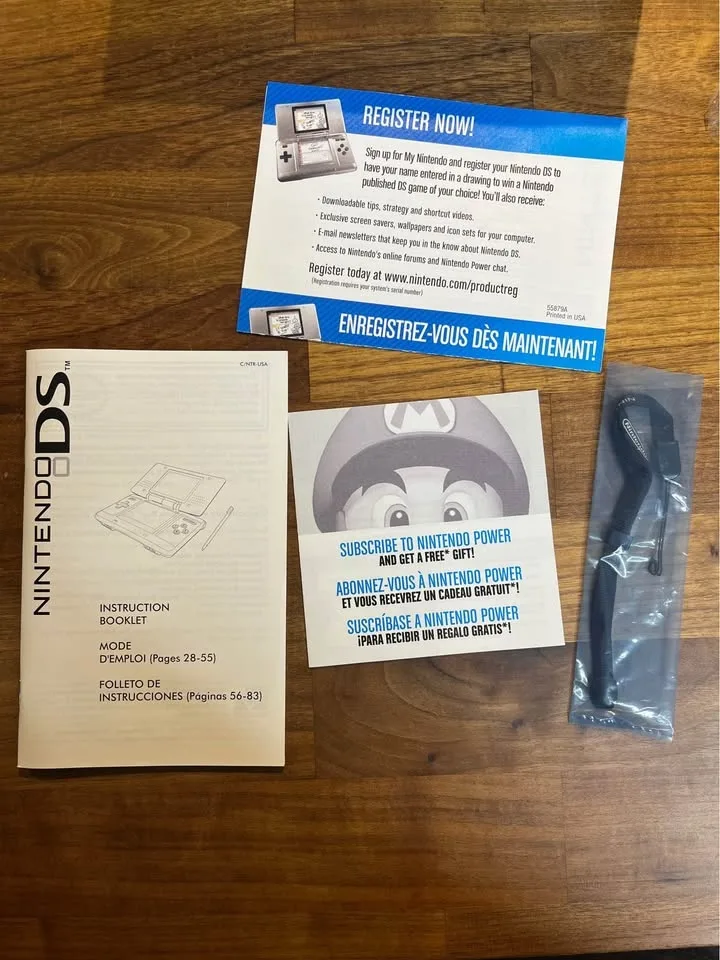 REGISTER NOW!
Sign up for My Nintendo and register your Nintendo DS to
have your name entered in a drawing to win a Nintendo
published DS game of your choice! You'll also receive:
· Downloadable tips, strategy and shortcut videos.
· Exclusive screen savers, wallpapers and icon sets for your computer.
· E-mail newsletters that keep you in the know about Nintendo DS.
· Access to Nintendo's online forums and Nintendo Power chat.
Register today at www.nintendo.com/productreg
(Registration requires your system's serial number)
55879A
Printed in USA
ENREGISTREZ-VOUS DÈS MAINTENANT!
C/NTR-USA
NINTENDO DS™
INSTRUCTION
BOOKLET
MODE
D'EMPLOI (Pages 28-55)
FOLLETO DE
INSTRUCCIONES (Páginas 56-83)
M
SUBSCRIBE TO NINTENDO POWER
AND GET A FREE* GIFT!
ABONNEZ-VOUS À NINTENDO POWER
ET VOUS RECEVREZ UN CADEAU GRATUIT*!
SUSCRÍBASE A NINTENDO POWER
¡PARA RECIBIR UN REGALO GRATIS*!
Nintendo